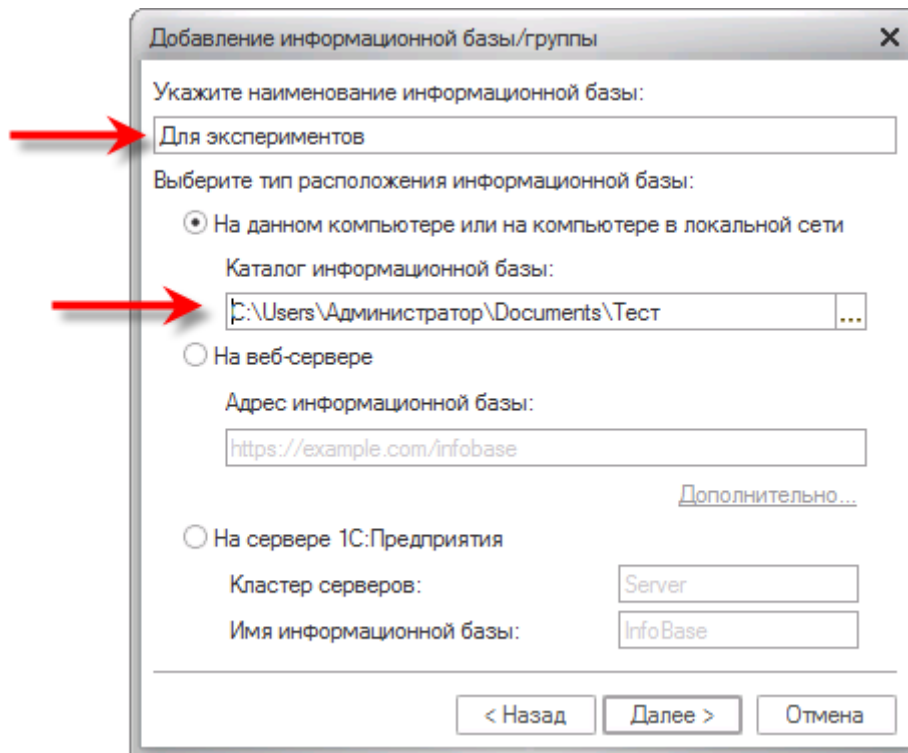 Добавление информационной базы/группы
Укажите наименование информационной базы:
Для экспериментов
Выберите тип расположения информационной базы:
На данном компьютере или на компьютере в локальной сети
Каталог информационной базы:
C:\Users\Администратор\Documents\Тест
...
На веб-сервере
Адрес информационной базы:
https://example.com/infobase
Дополнительно...
На сервере 1С:Предприятия
Кластер серверов: Server
Имя информационной базы: InfoBase
< Назад Далее > Отмена